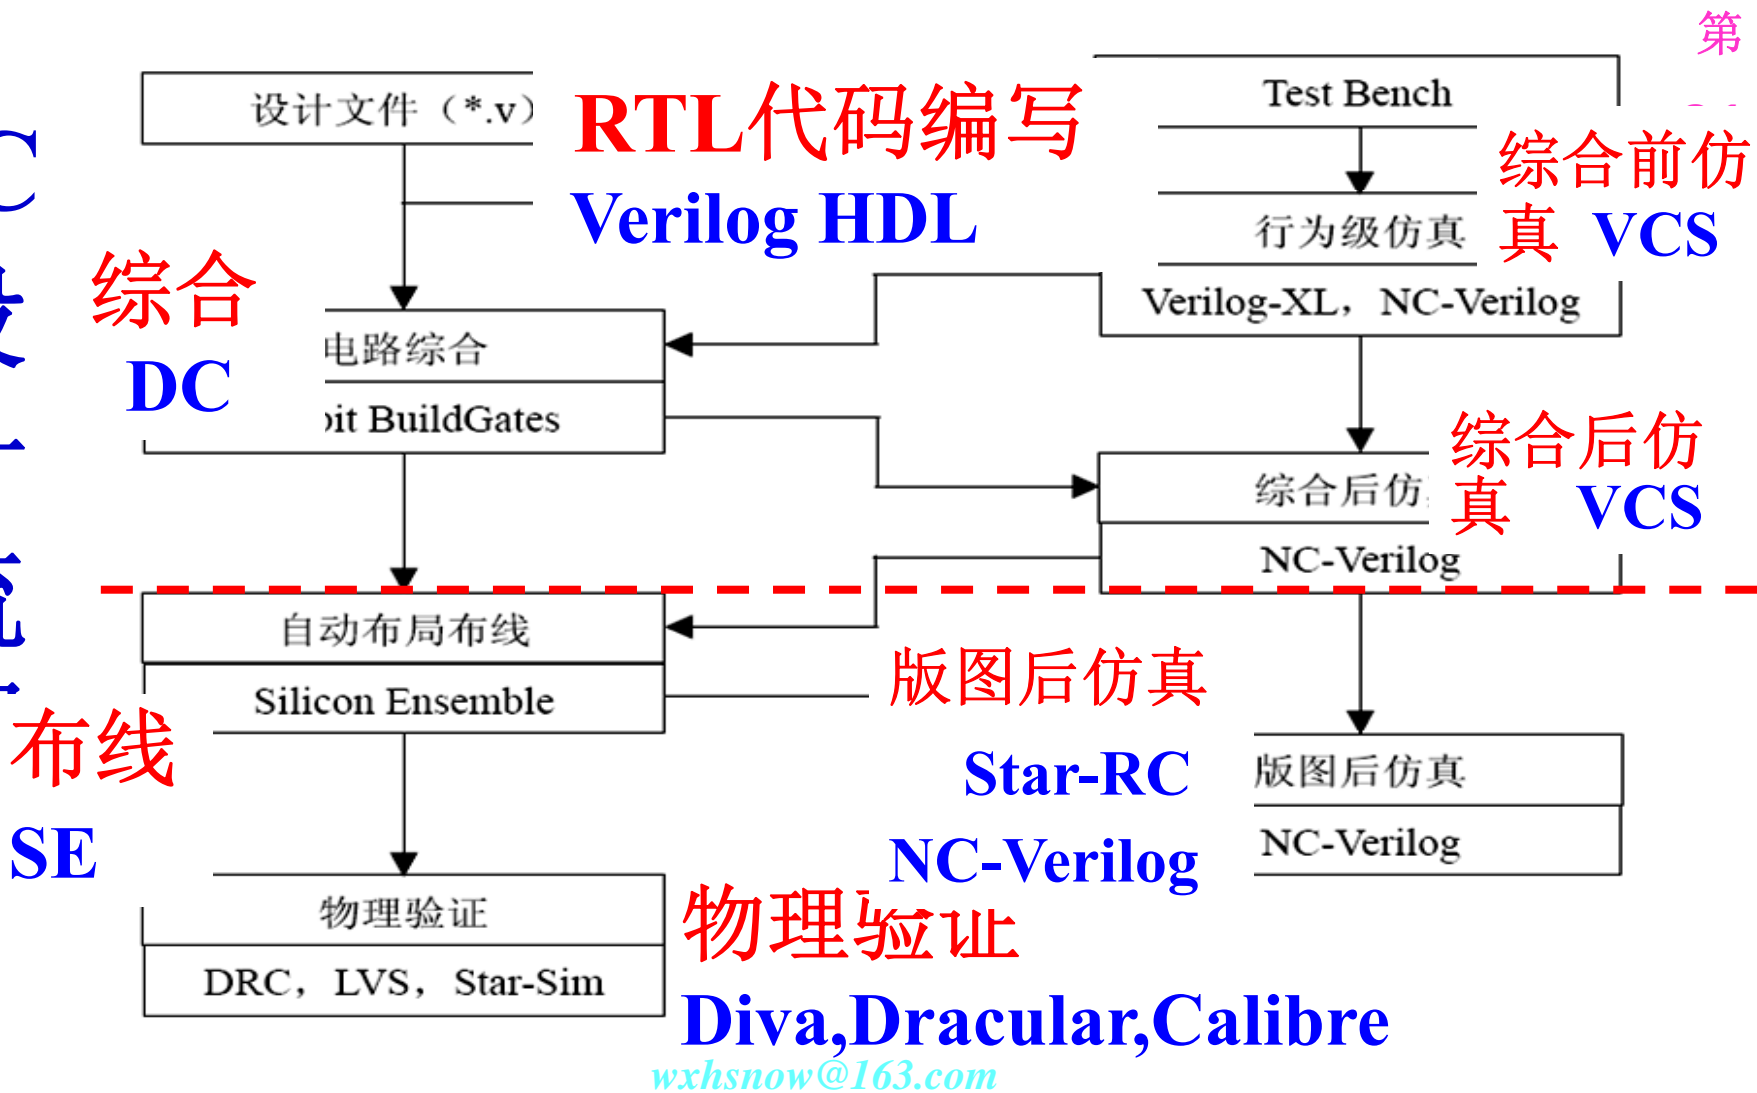 第
设计文件（*.v）
RTL代码编写
Verilog HDL
Test Bench
综合前仿
真 VCS
行为级仿真
Verilog-XL，NC-Verilog
综合
DC
电路综合
BuildGates
综合后仿
综合后仿
真 VCS
NC-Verilog
自动布局布线
Silicon Ensemble
布线
SE
版图后仿真
Star-RC
NC-Verilog
版图后仿真
NC-Verilog
物理验证
DRC，LVS，Star-Sim
物理验证
Diva,Dracular,Calibre
wxhsnow@163.com